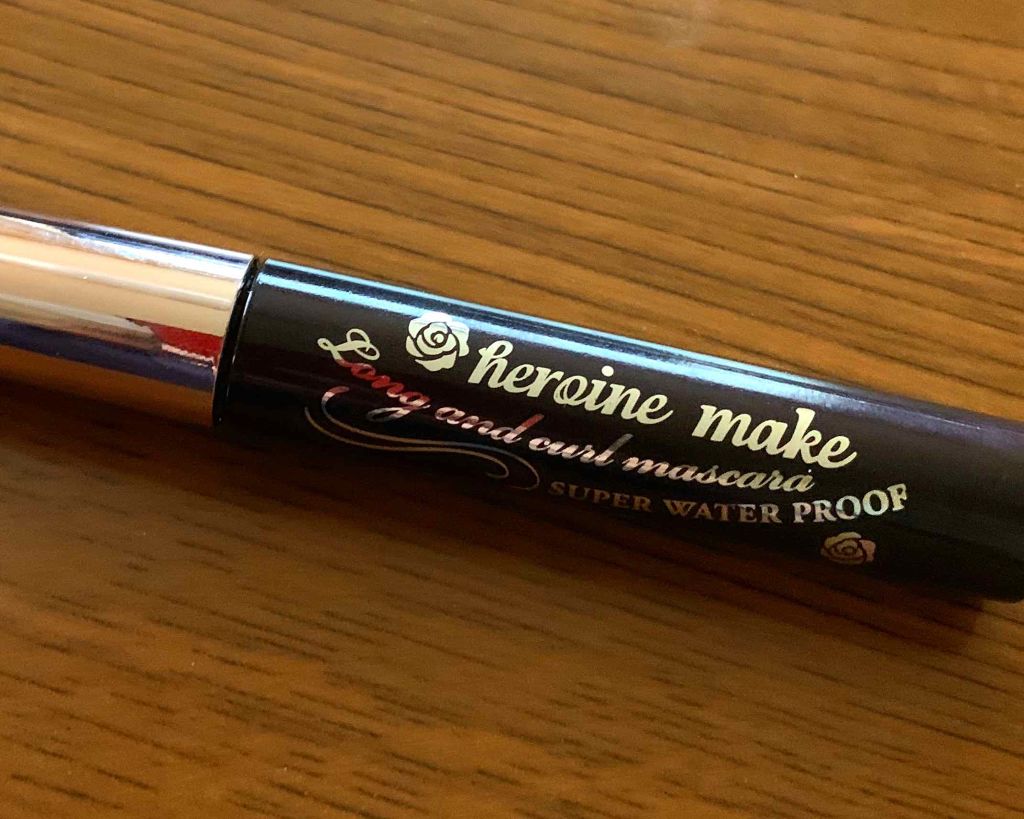 heroine make
Long and curl mascara
SUPER WATER PROOF